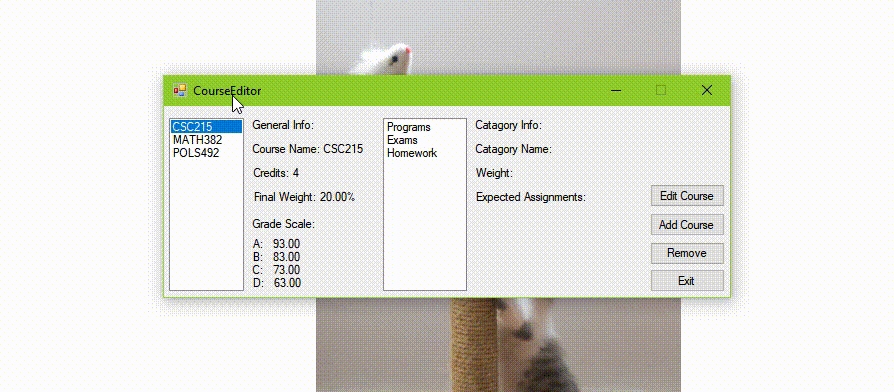 CourseEditor
CSC215
MATH382
POLS492
General Info:
Course Name: CSC215
Credits: 4
Final Weight: 20.00%
Grade Scale:
A: 93.00
B: 83.00
C: 73.00
D: 63.00
Programs
Exams
Homework
Catagory Info:
Catagory Name:
Weight:
Expected Assignments:
Edit Course
Add Course
Remove
Exit